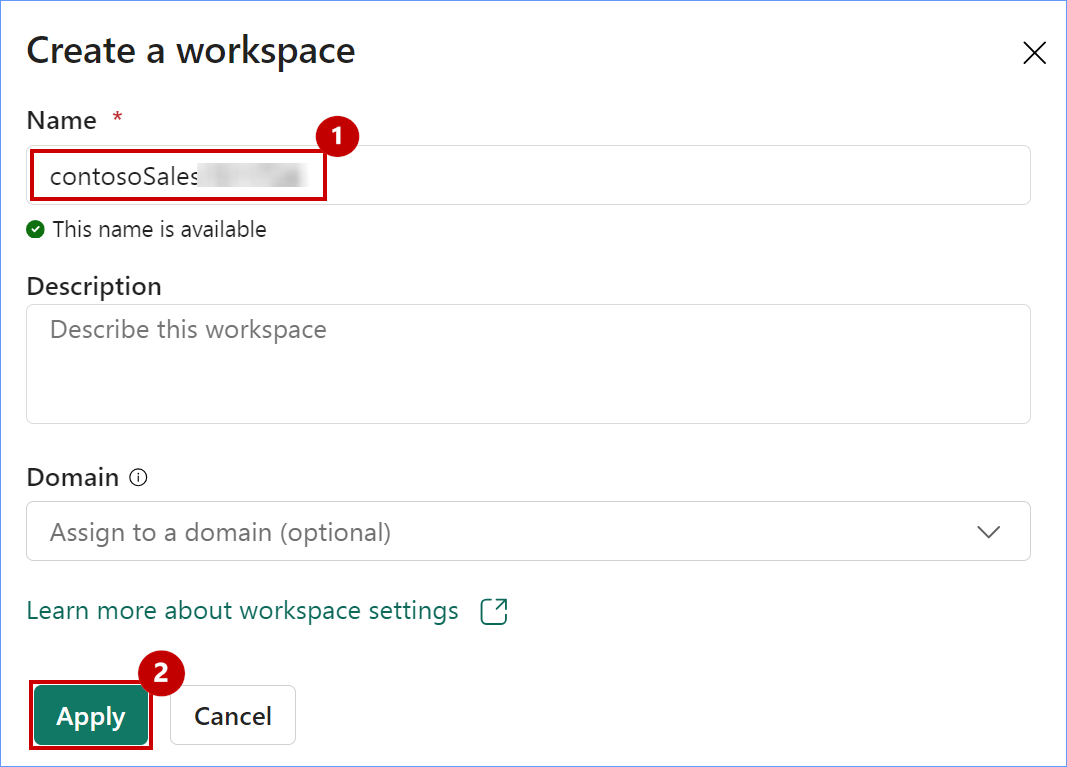 Create a workspace
Name *
1
contosoSales
This name is available
Description
Describe this workspace
Domain
Assign to a domain (optional)
Learn more about workspace settings
2
Apply
Cancel